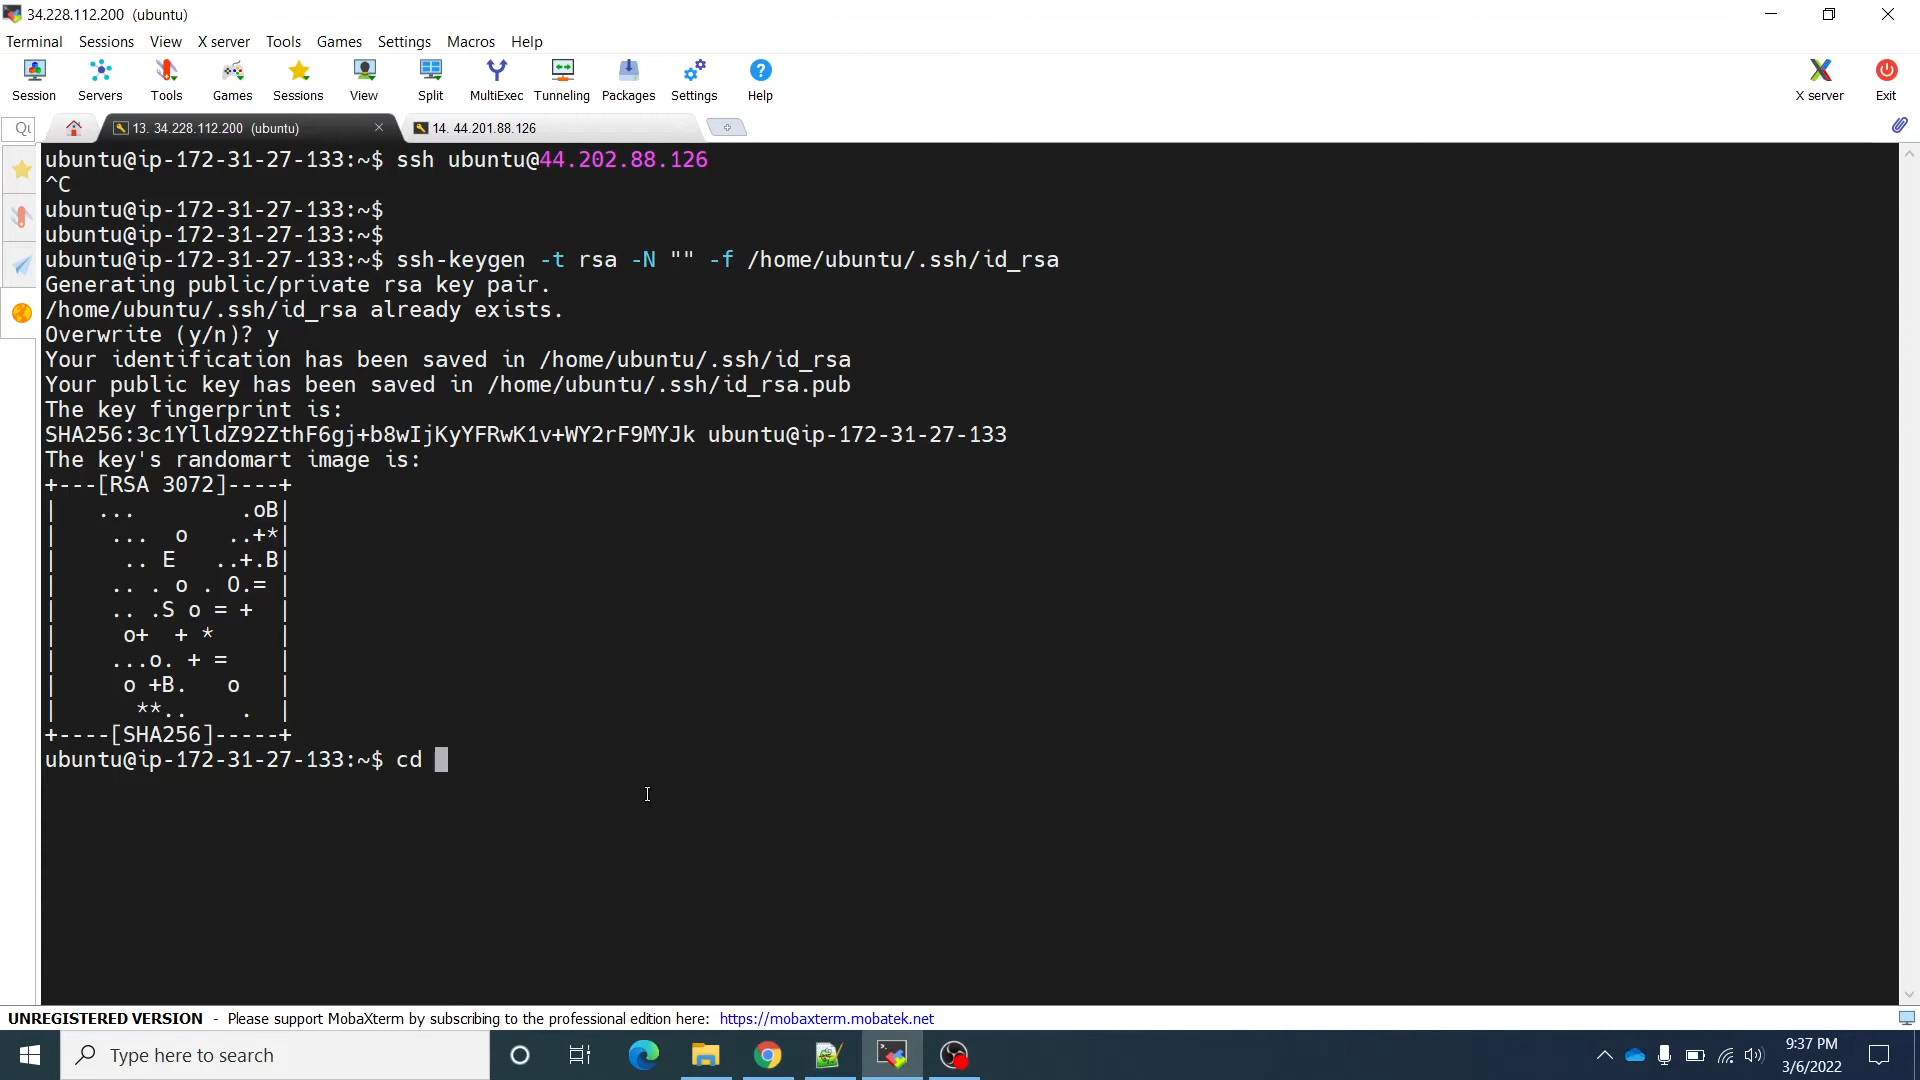 34.228.112.200 (ubuntu)
Terminal Sessions View X server Tools Games Settings Macros Help
Session Servers Tools Games Sessions View Split MultiExec Tunneling Packages Settings Help X server Exit
Qu 13. 34.228.112.200 (ubuntu) 14. 44.201.88.126
ubuntu@ip-172-31-27-133:~$ ssh ubuntu@44.202.88.126
^C
ubuntu@ip-172-31-27-133:~$
ubuntu@ip-172-31-27-133:~$
ubuntu@ip-172-31-27-133:~$ ssh-keygen -t rsa -N "" -f /home/ubuntu/.ssh/id_rsa
Generating public/private rsa key pair.
/home/ubuntu/.ssh/id_rsa already exists.
Overwrite (y/n)? y
Your identification has been saved in /home/ubuntu/.ssh/id_rsa
Your public key has been saved in /home/ubuntu/.ssh/id_rsa.pub
The key fingerprint is:
SHA256:3c1YlldZ92ZthF6gj+b8wIjKyYFRwK1v+WY2rF9MYJk ubuntu@ip-172-31-27-133
The key's randomart image is:
+---[RSA 3072]----+
|   ...        .oB|
|    ...  o   ..+*|
|     .. E   ..+.B|
|    .. . o . O.= |
|    .. .S o = +  |
|     o+  + *     |
|    ...o. + =    |
|     o +B.   o   |
|      **..    .  |
+----[SHA256]-----+
ubuntu@ip-172-31-27-133:~$ cd
UNREGISTERED VERSION - Please support MobaXterm by subscribing to the professional edition here: https://mobaxterm.mobatek.net
Type here to search
9:37 PM
3/6/2022